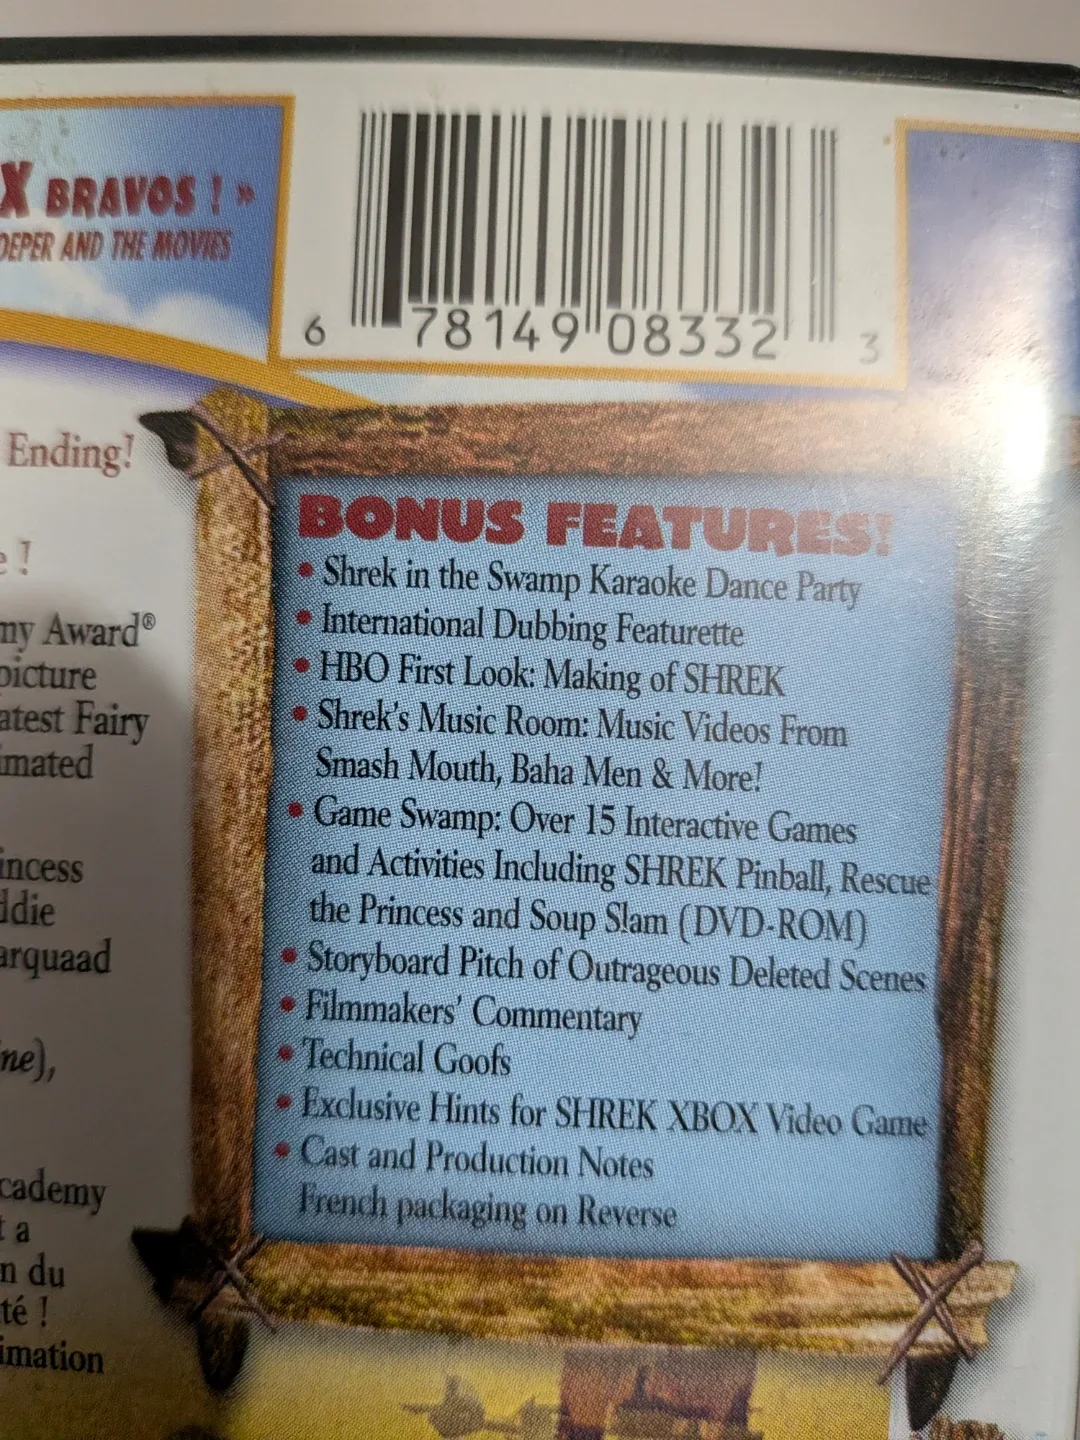 X BRAVOS ! »
OEPER AND THE MOVIES
6 78149 08332 3
Ending!
e !
my Award®
picture
atest Fairy
imated
incess
ddie
arquaad
ne),
cademy
t a
n du
té !
imation
BONUS FEATURES!
• Shrek in the Swamp Karaoke Dance Party
• International Dubbing Featurette
• HBO First Look: Making of SHREK
• Shrek's Music Room: Music Videos From
Smash Mouth, Baha Men & More!
• Game Swamp: Over 15 Interactive Games
and Activities Including SHREK Pinball, Rescue
the Princess and Soup Slam (DVD-ROM)
• Storyboard Pitch of Outrageous Deleted Scenes
• Filmmakers' Commentary
• Technical Goofs
• Exclusive Hints for SHREK XBOX Video Game
• Cast and Production Notes
French packaging on Reverse